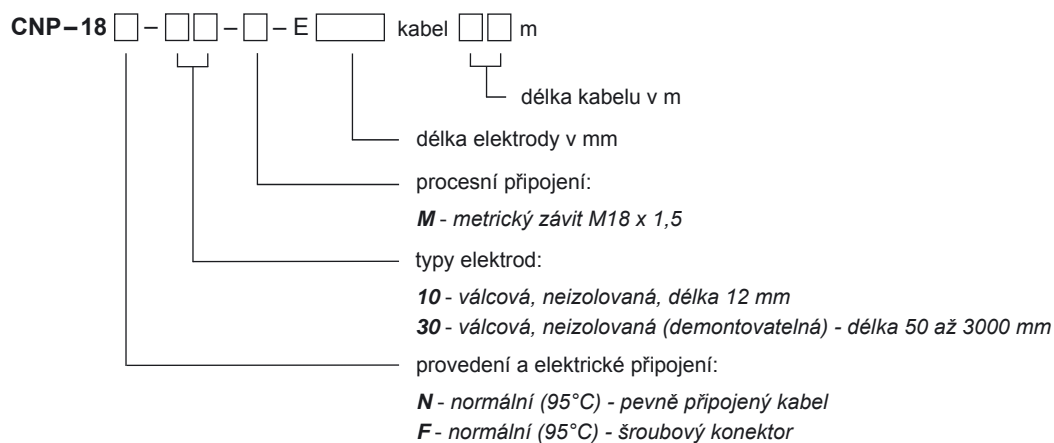 CNP–18 □ – □□ – □ – E □ kabel □□ m
délka kabelu v m
délka elektrody v mm
procesní připojení:
M - metrický závit M18 x 1,5
typy elektrod:
10 - válcová, neizolovaná, délka 12 mm
30 - válcová, neizolovaná (demontovatelná) - délka 50 až 3000 mm
provedení a elektrické připojení:
N - normální (95°C) - pevně připojený kabel
F - normální (95°C) - šroubový konektor